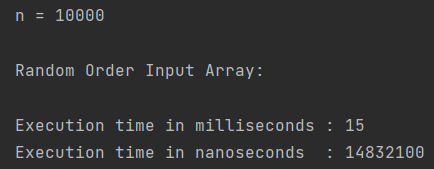 n = 10000
Random Order Input Array:
Execution time in milliseconds : 15
Execution time in nanoseconds  : 14832100